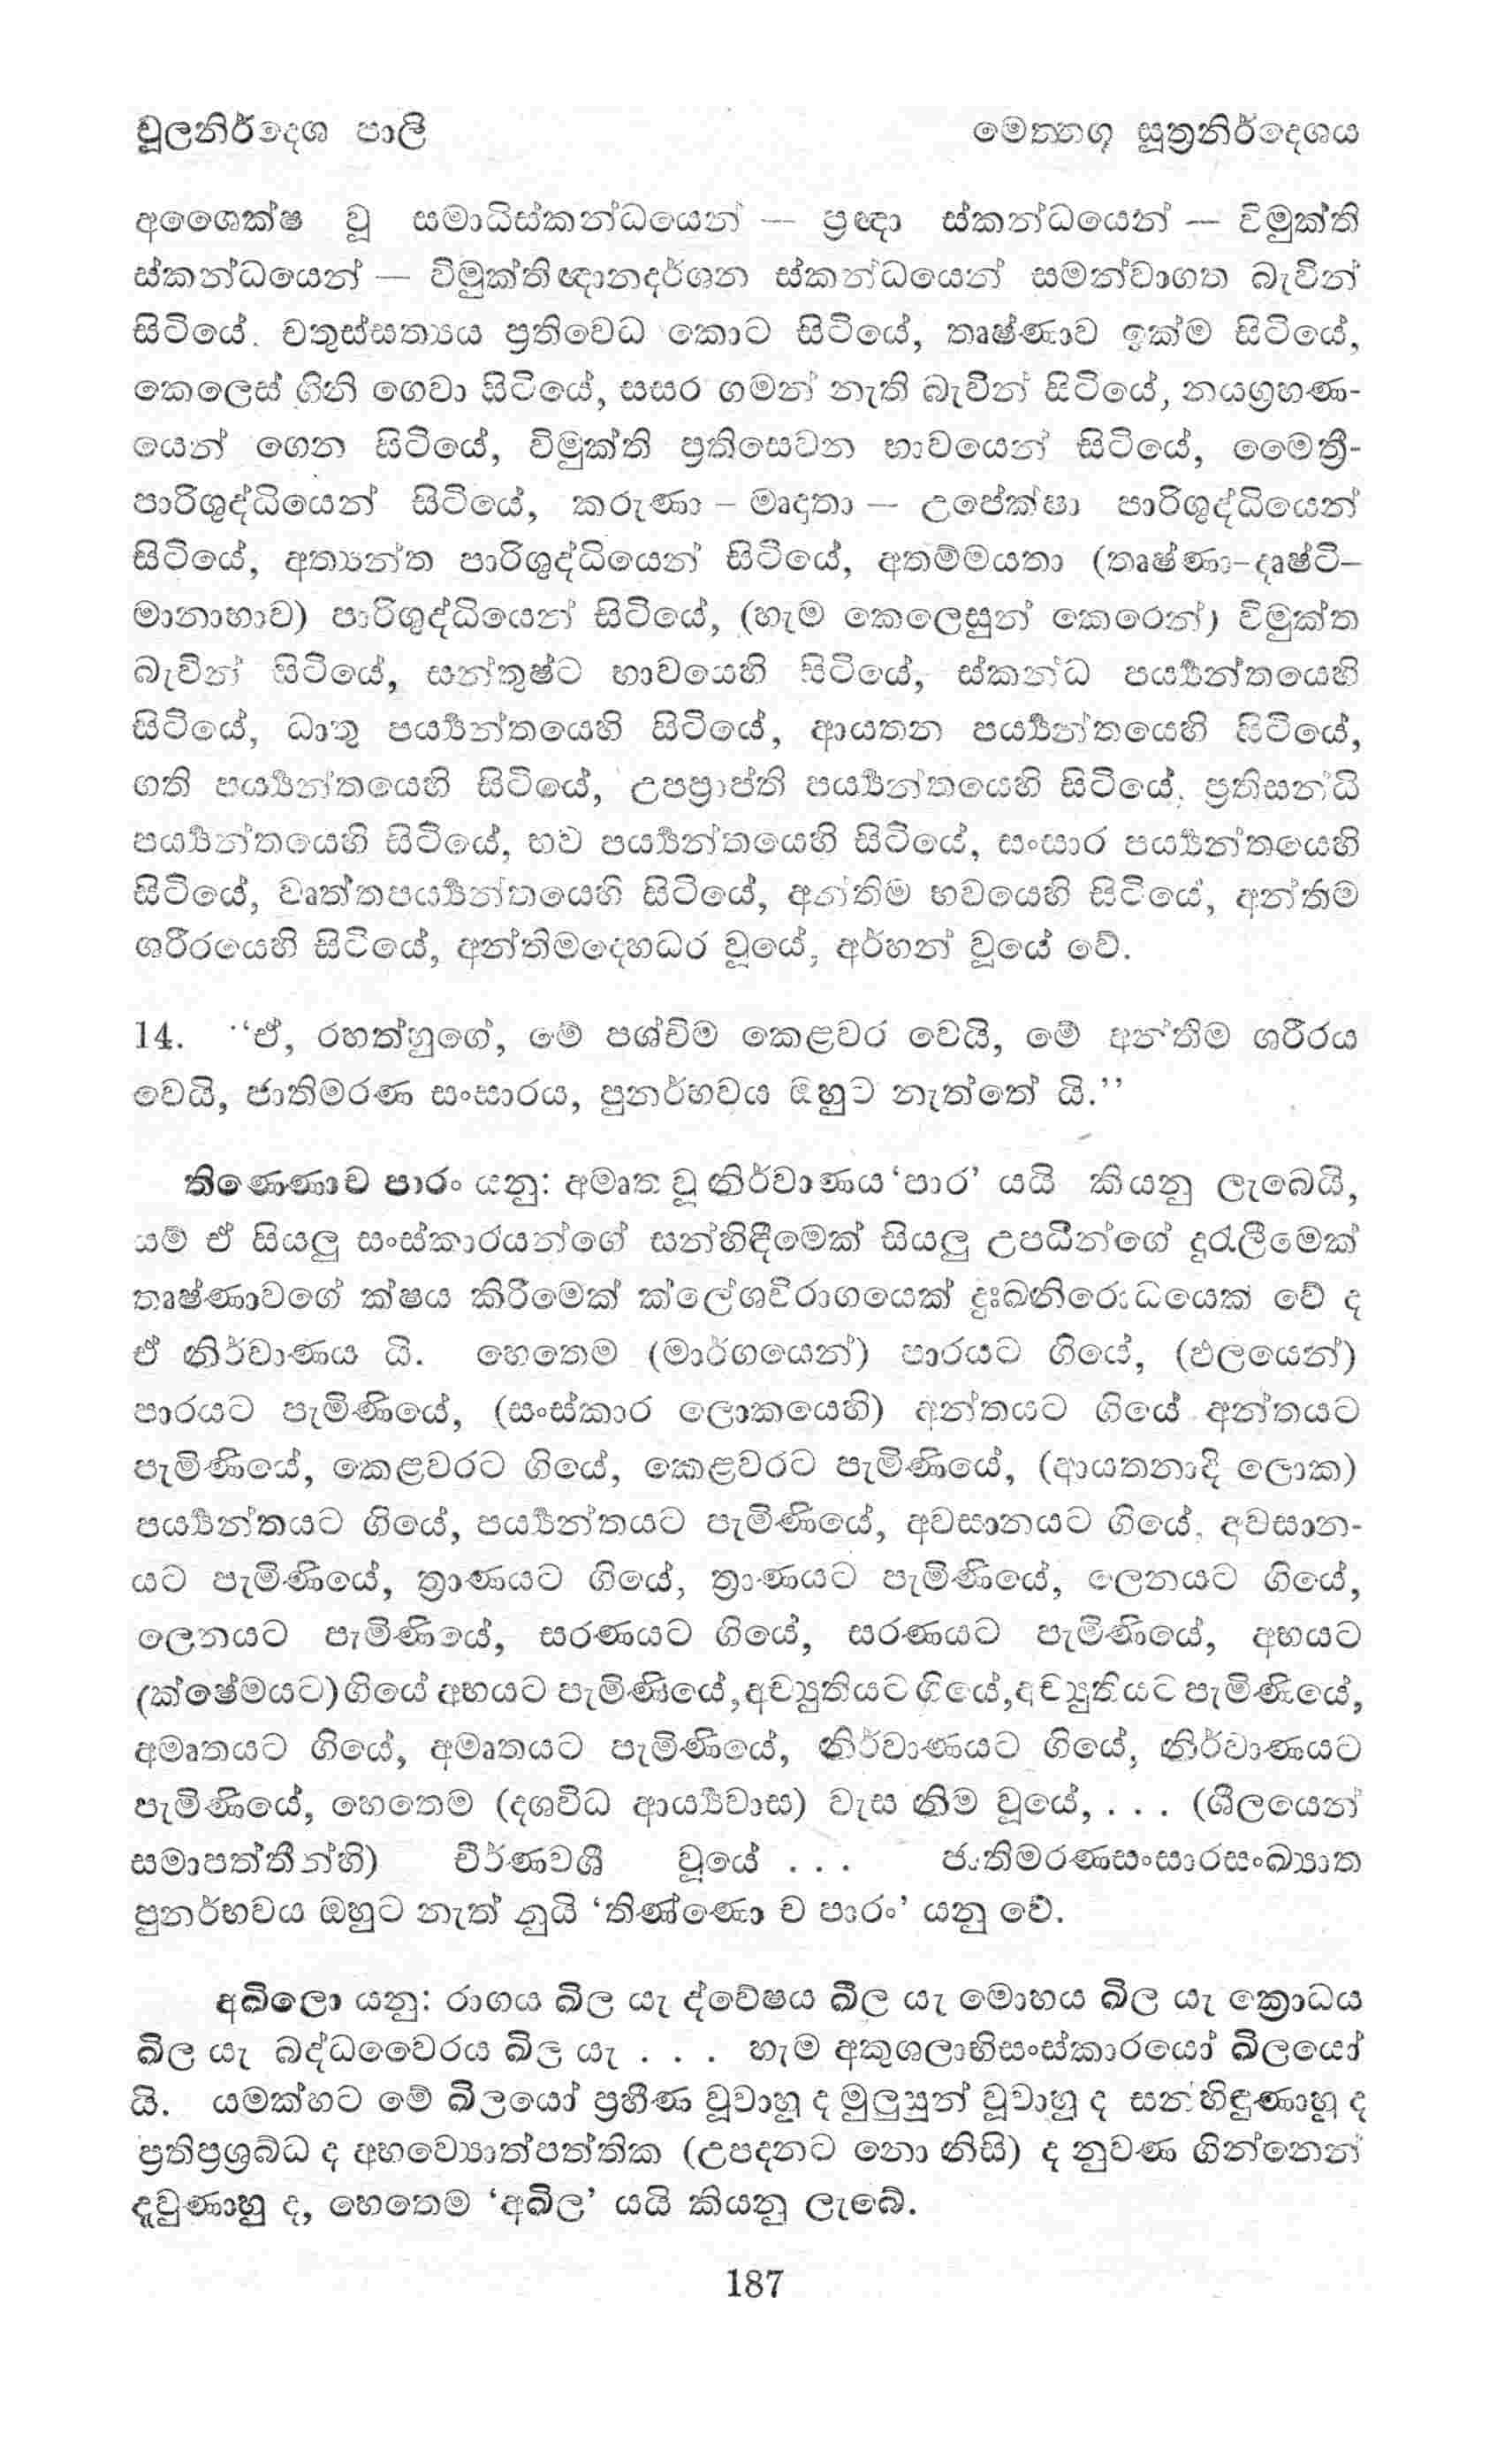 චූලනිර්දෙශ පාලි
මෙත්තගූ සූත්‍රනිර්දෙශය
අශෛක්ෂ වූ සමාධිස්කන්ධයෙන් — ප්‍රඥා ස්කන්ධයෙන් — විමුක්ති
ස්කන්ධයෙන් — විමුක්තිඥානදර්ශන ස්කන්ධයෙන් සමන්වාගත බැවින්
සිටියේ. චතුස්සත්‍යය ප්‍රතිවෙධ කොට සිටියේ, තෘෂ්ණාව ඉක්ම සිටියේ,
කෙලෙස් ගිනි ගෙවා සිටියේ, සසර ගමන් නැති බැවින් සිටියේ, නයග්‍රහණ-
යෙන් ගෙන සිටියේ, විමුක්ති ප්‍රතිසෙවන භාවයෙන් සිටියේ, මෛත්‍රී-
පාරිශුද්ධියෙන් සිටියේ, කරුණා – මෘදුතා — උපේක්ෂා පාරිශුද්ධියෙන්
සිටියේ, අත්‍යන්ත පාරිශුද්ධියෙන් සිටියේ, අතම්මයතා (තෘෂ්ණා–දෘෂ්ටි–
මානාභාව) පාරිශුද්ධියෙන් සිටියේ, (හැම කෙලෙසුන් කෙරෙන්) විමුක්ත
බැවින් සිටියේ, සන්තුෂ්ට භාවයෙහි සිටියේ, ස්කන්ධ පර්‍ය්‍යන්තයෙහි
සිටියේ, ධාතු පර්‍ය්‍යන්තයෙහි සිටියේ, ආයතන පර්‍ය්‍යන්තයෙහි සිටියේ,
ගති පර්‍ය්‍යන්තයෙහි සිටියේ, උපප්‍රාප්ති පර්‍ය්‍යන්තයෙහි සිටියේ, ප්‍රතිසන්ධි
පර්‍ය්‍යන්තයෙහි සිටියේ, භව පර්‍ය්‍යන්තයෙහි සිටියේ, සංසාර පර්‍ය්‍යන්තයෙහි
සිටියේ, වෘත්තපර්‍ය්‍යන්තයෙහි සිටියේ, අන්තිම භවයෙහි සිටියේ, අන්තිම
ශරීරයෙහි සිටියේ, අන්තිමදෙහධර වූයේ, අර්හන් වූයේ වේ.
14. “ඒ, රහත්හුගේ, මේ පශ්චිම කෙළවර වෙයි, මේ අන්තිම ශරීරය
වෙයි, ජාතිමරණ සංසාරය, පුනර්භවය ඔහුට නැත්තේ යි.”
තිණ්ණොච පාරං යනු: අමෘත වූ නිර්වාණය ‘පාර’ යයි කියනු ලැබෙයි,
යම් ඒ සියලු සංස්කාරයන්ගේ සන්හිඳීමෙක් සියලු උපධීන්ගේ දුරැලීමෙක්
තෘෂ්ණාවගේ ක්ෂය කිරීමෙක් ක්ලේශවිරාගයෙක් දුඃඛනිරොධයෙක් වේ ද
ඒ නිර්වාණය යි. හෙතෙම (මාර්ගයෙන්) පාරයට ගියේ, (ඵලයෙන්)
පාරයට පැමිණියේ, (සංස්කාර ලොකයෙහි) අන්තයට ගියේ අන්තයට
පැමිණියේ, කෙළවරට ගියේ, කෙළවරට පැමිණියේ, (ආයතනාදි ලොක)
පර්‍ය්‍යන්තයට ගියේ, පර්‍ය්‍යන්තයට පැමිණියේ, අවසානයට ගියේ, අවසාන-
යට පැමිණියේ, ත්‍රාණයට ගියේ, ත්‍රාණයට පැමිණියේ, ලෙනයට ගියේ,
ලෙනයට පැමිණියේ, සරණයට ගියේ, සරණයට පැමිණියේ, අභයට
(ක්ෂේමයට) ගියේ අභයට පැමිණියේ, අච්‍යුතියට ගියේ, අච්‍යුතියට පැමිණියේ,
අමෘතයට ගියේ, අමෘතයට පැමිණියේ, නිර්වාණයට ගියේ, නිර්වාණයට
පැමිණියේ, හෙතෙම (දශවිධ ආර්‍ය්‍යවාස) වැස නිම වූයේ, . . . (ශීලයෙන්
සමාපත්තීන්හි) චීර්ණවශී වූයේ . . . ජාතිමරණසංසාරසංඛ්‍යාත
පුනර්භවය ඔහුට නැත් නුයි ‘තිණ්ණො ච පාරං’ යනු වේ.
අඛිලො යනු: රාගය ඛිල යැ ද්වේෂය ඛීල යැ මොහය ඛිල යැ ක්‍රොධය
ඛිල යැ බද්ධවෛරය ඛිල යැ . . . හැම අකුශලාභිසංස්කාරයෝ ඛිලයෝ
යි. යමක්හට මේ ඛිලයෝ ප්‍රහීණ වූවාහු ද මුලුසුන් වූවාහු ද සන්හිඳුණාහු ද
ප්‍රතිප්‍රශ්‍රබ්ධ ද අභව්‍යොත්පත්තික (උපදනට නො නිසි) ද නුවණ ගින්නෙන්
දැවුණාහු ද, හෙතෙම ‘අඛිල’ යයි කියනු ලැබේ.
187